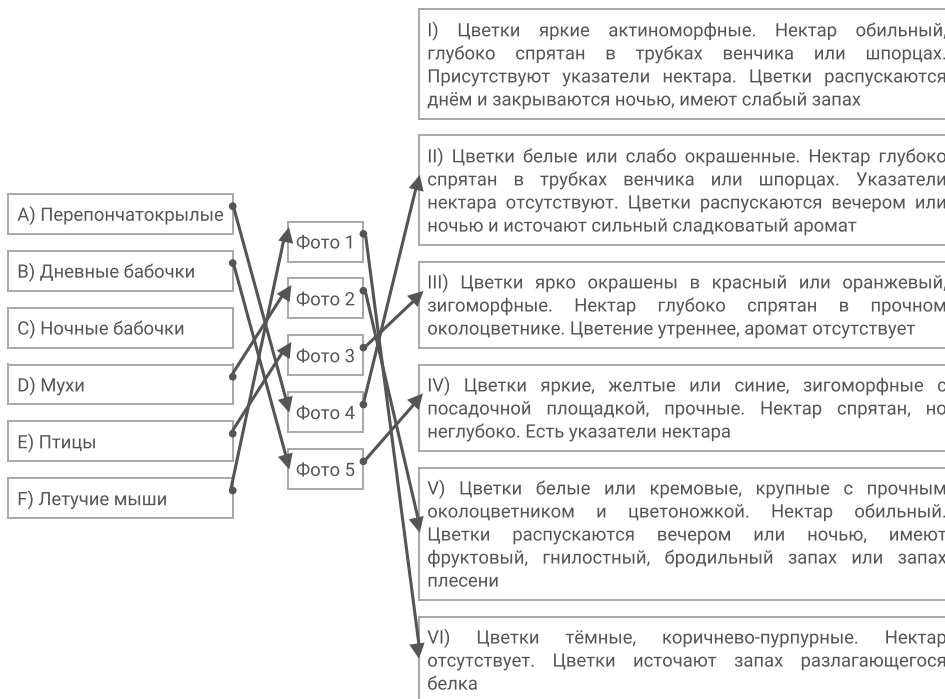 A) Перепончатокрылые
B) Дневные бабочки
C) Ночные бабочки
D) Мухи
E) Птицы
F) Летучие мыши
Фото 1
Фото 2
Фото 3
Фото 4
Фото 5
I) Цветки яркие актиноморфные. Нектар обильный,
глубоко спрятан в трубках венчика или шпорцах.
Присутствуют указатели нектара. Цветки распускаются
днём и закрываются ночью, имеют слабый запах
II) Цветки белые или слабо окрашенные. Нектар глубоко
спрятан в трубках венчика или шпорцах. Указатели
нектара отсутствуют. Цветки распускаются вечером или
ночью и источают сильный сладковатый аромат
III) Цветки ярко окрашены в красный или оранжевый,
зигоморфные. Нектар глубоко спрятан в прочном
околоцветнике. Цветение утреннее, аромат отсутствует
IV) Цветки яркие, желтые или синие, зигоморфные с
посадочной площадкой, прочные. Нектар спрятан, но
неглубоко. Есть указатели нектара
V) Цветки белые или кремовые, крупные с прочным
околоцветником и цветоножкой. Нектар обильный.
Цветки распускаются вечером или ночью, имеют
фруктовый, гнилостный, бродильный запах или запах
плесени
VI) Цветки тёмные, коричнево-пурпурные. Нектар
отсутствует. Цветки источают запах разлагающегося
белка